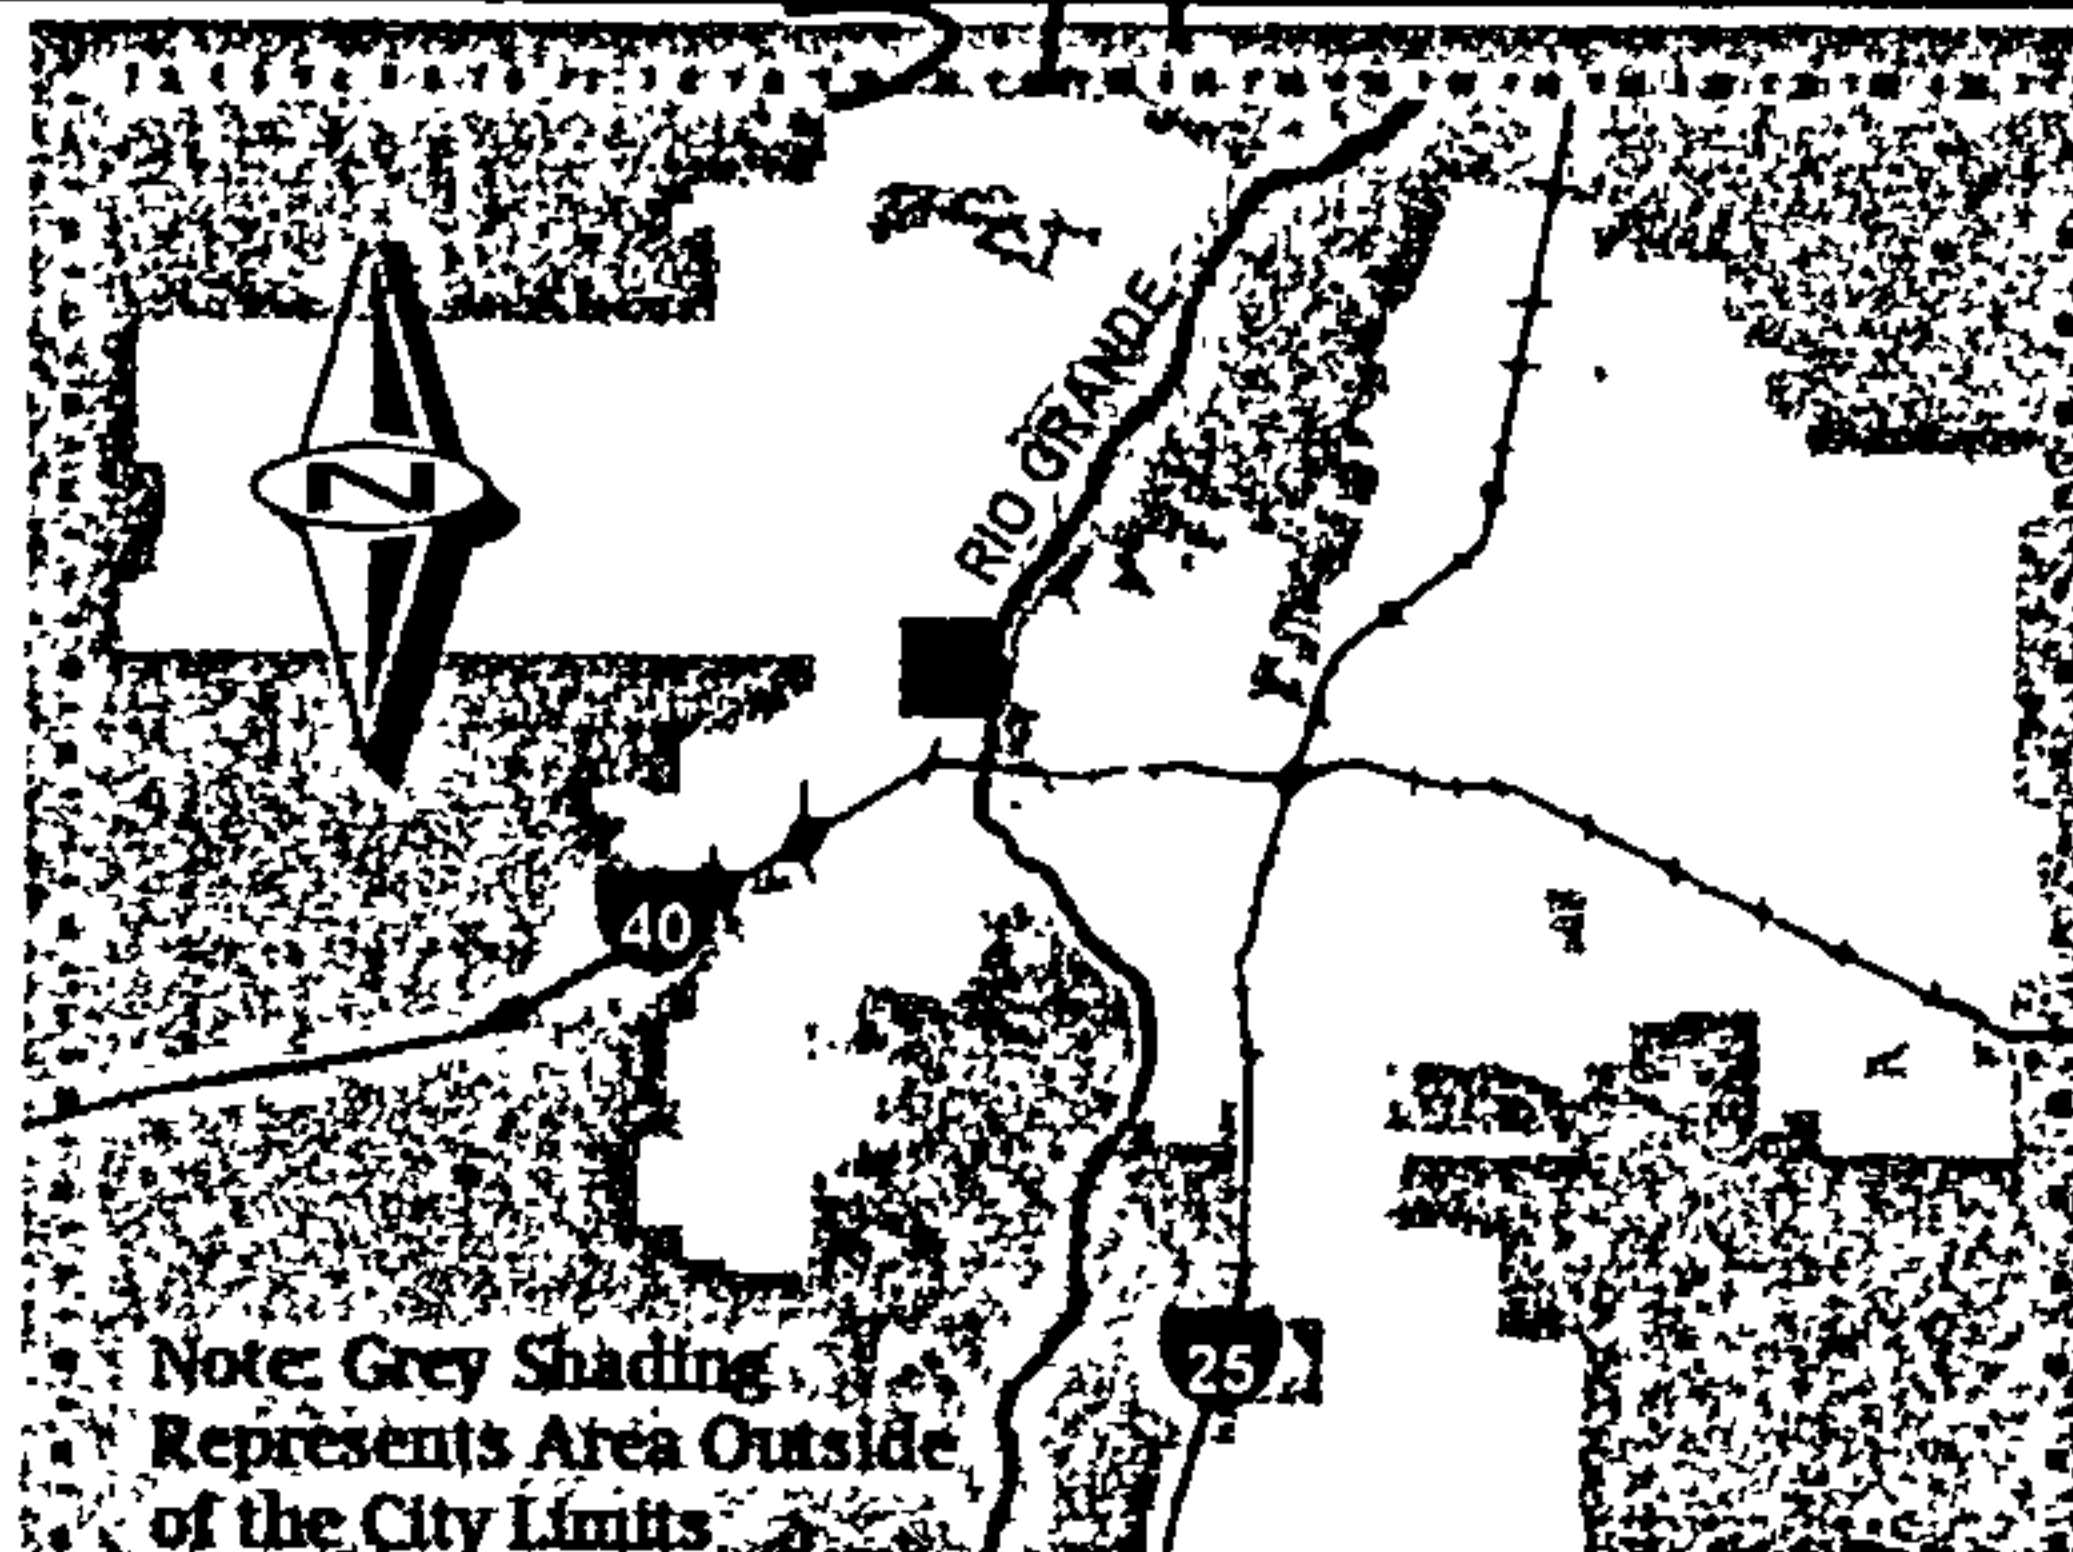 N
RIO GRANDE
40
25
Note: Grey Shading
Represents Area Outside
of the City Limits